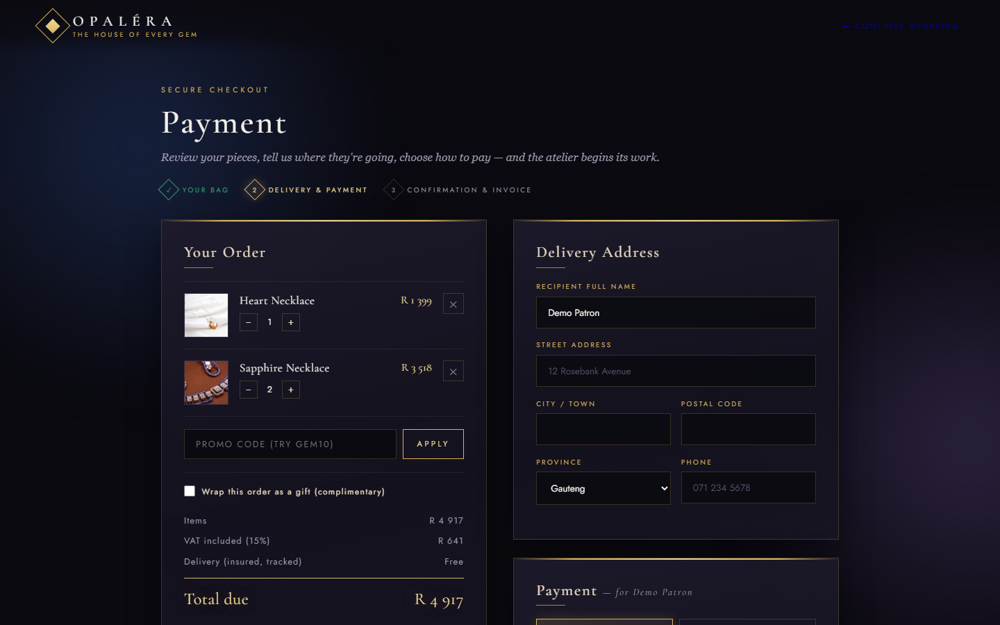 OPALÉRA
THE HOUSE OF EVERY GEM
← CONTINUE SHOPPING
SECURE CHECKOUT
Payment
Review your pieces, tell us where they're going, choose how to pay — and the atelier begins its work.
✓ YOUR BAG
2 DELIVERY & PAYMENT
3 CONFIRMATION & INVOICE
Your Order
Heart Necklace
R 1 399
− 1 +
Sapphire Necklace
R 3 518
− 2 +
PROMO CODE (TRY GEM10)
APPLY
Wrap this order as a gift (complimentary)
Items R 4 917
VAT included (15%) R 641
Delivery (insured, tracked) Free
Total due R 4 917
Delivery Address
RECIPIENT FULL NAME
Demo Patron
STREET ADDRESS
12 Rosebank Avenue
CITY / TOWN
POSTAL CODE
PROVINCE
PHONE
Gauteng
071 234 5678
Payment — for Demo Patron